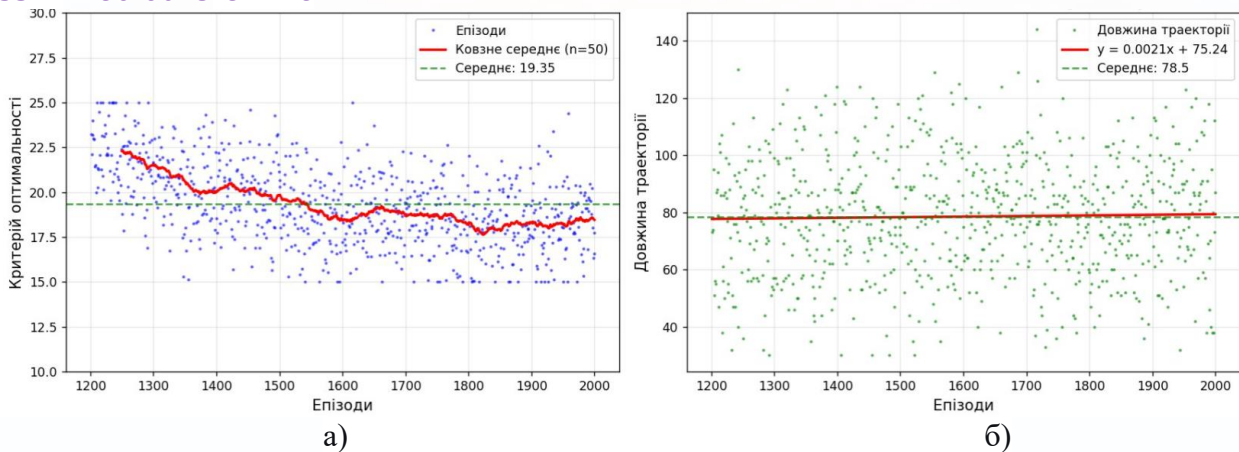 30.0
27.5
25.0
22.5
20.0
17.5
15.0
12.5
10.0
Критерій оптимальності
Епізоди
Ковзне середнє (n=50)
Середнє: 19.35
1200 1300 1400 1500 1600 1700 1800 1900 2000
Епізоди
а)
140
120
100
80
60
40
Довжина траекторії
Довжина траекторії
y = 0.0021x + 75.24
Середнє: 78.5
1200 1300 1400 1500 1600 1700 1800 1900 2000
Епізоди
б)